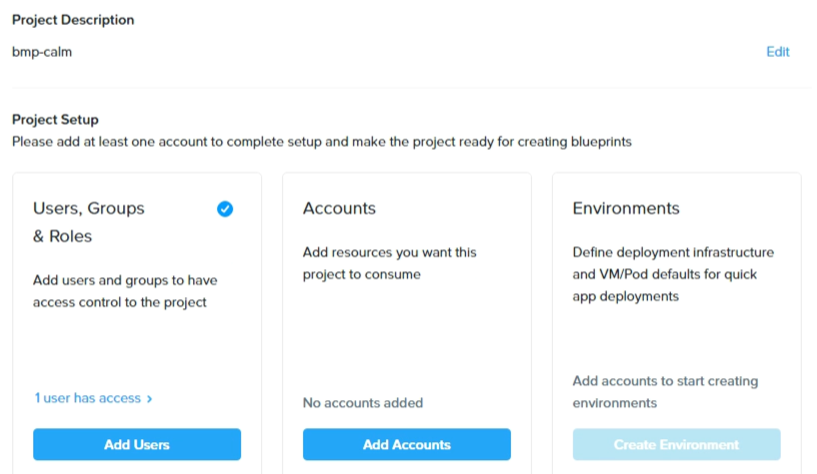 Project Description
bmp-calm
Edit
Project Setup
Please add at least one account to complete setup and make the project ready for creating blueprints
Users, Groups
& Roles
Add users and groups to have
access control to the project
1 user has access >
Add Users
Accounts
Add resources you want this
project to consume
No accounts added
Add Accounts
Environments
Define deployment infrastructure
and VM/Pod defaults for quick
app deployments
Add accounts to start creating
environments
Create Environment